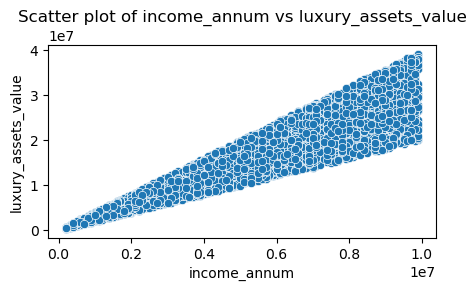 Scatter plot of income_annum vs luxury_assets_value
1e7
4
3
2
1
0
luxury_assets_value
0.0 0.2 0.4 0.6 0.8 1.0
1e7
income_annum